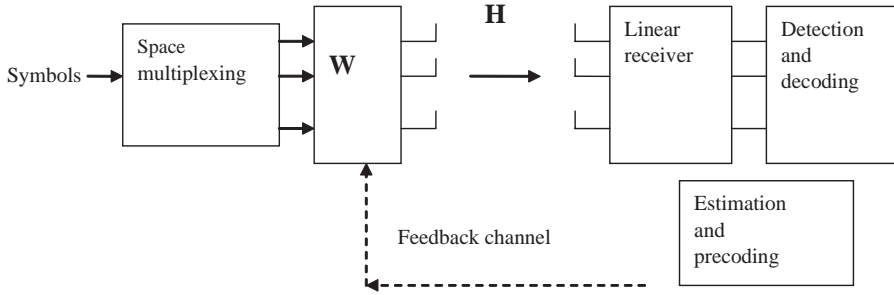 H
Space
multiplexing
Symbols
W
Linear
receiver
Detection
and
decoding
Estimation
and
precoding
Feedback channel